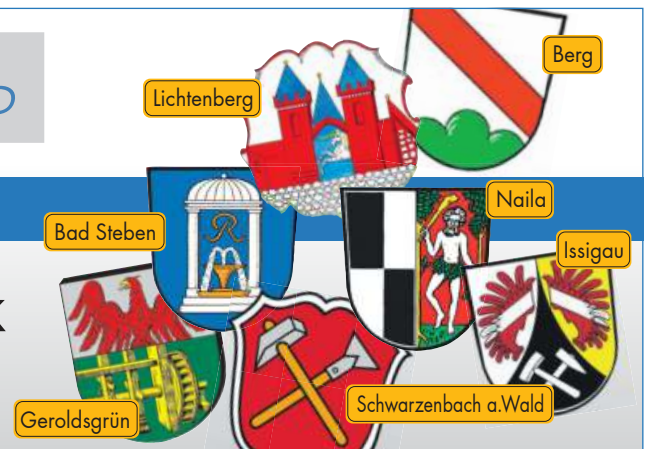 Berg
Lichtenberg
Naila
Bad Steben
Issigau
Schwarzenbach a.Wald
Geroldsgrün